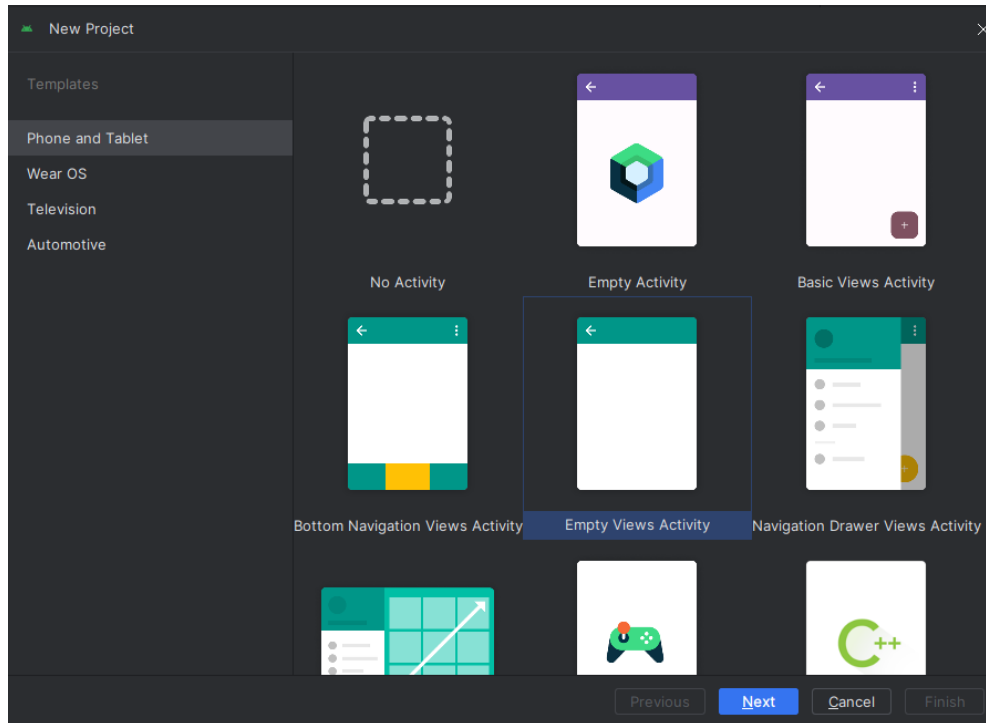 New Project
Templates
Phone and Tablet
Wear OS
Television
Automotive
No Activity
Empty Activity
Basic Views Activity
Bottom Navigation Views Activity
Empty Views Activity
Navigation Drawer Views Activity
C++
Previous
Next
Cancel
Finish